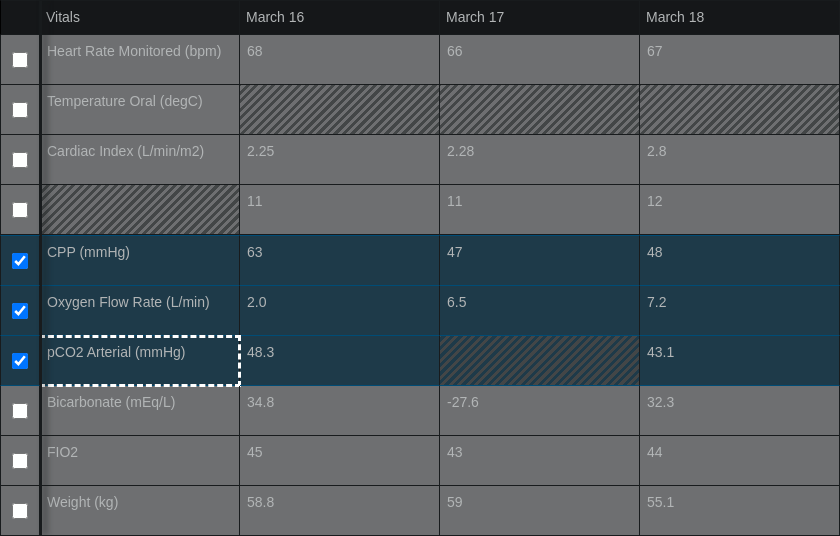 Vitals March 16 March 17 March 18
Heart Rate Monitored (bpm) 68 66 67
Temperature Oral (degC)
Cardiac Index (L/min/m2) 2.25 2.28 2.8
11 11 12
CPP (mmHg) 63 47 48
Oxygen Flow Rate (L/min) 2.0 6.5 7.2
pCO2 Arterial (mmHg) 48.3 43.1
Bicarbonate (mEq/L) 34.8 -27.6 32.3
FIO2 45 43 44
Weight (kg) 58.8 59 55.1